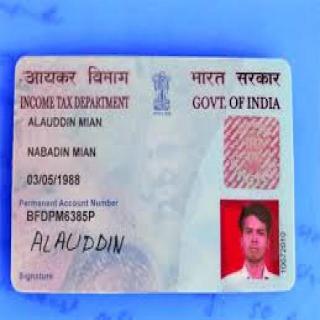 आयकर विभाग
भारत सरकार
INCOME TAX DEPARTMENT
GOVT. OF INDIA
ALAUDDIN MIAN
NABADIN MIAN
03/05/1988
Permanent Account Number
BFDPM6385P
ALAUDDIN
Signature
10072010